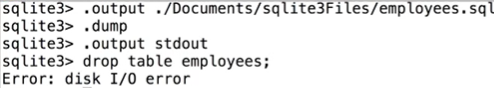 sqlite3> .output ./Documents/sqlite3Files/employees.sql
sqlite3> .dump
sqlite3> .output stdout
sqlite3> drop table employees;
Error: disk I/O error